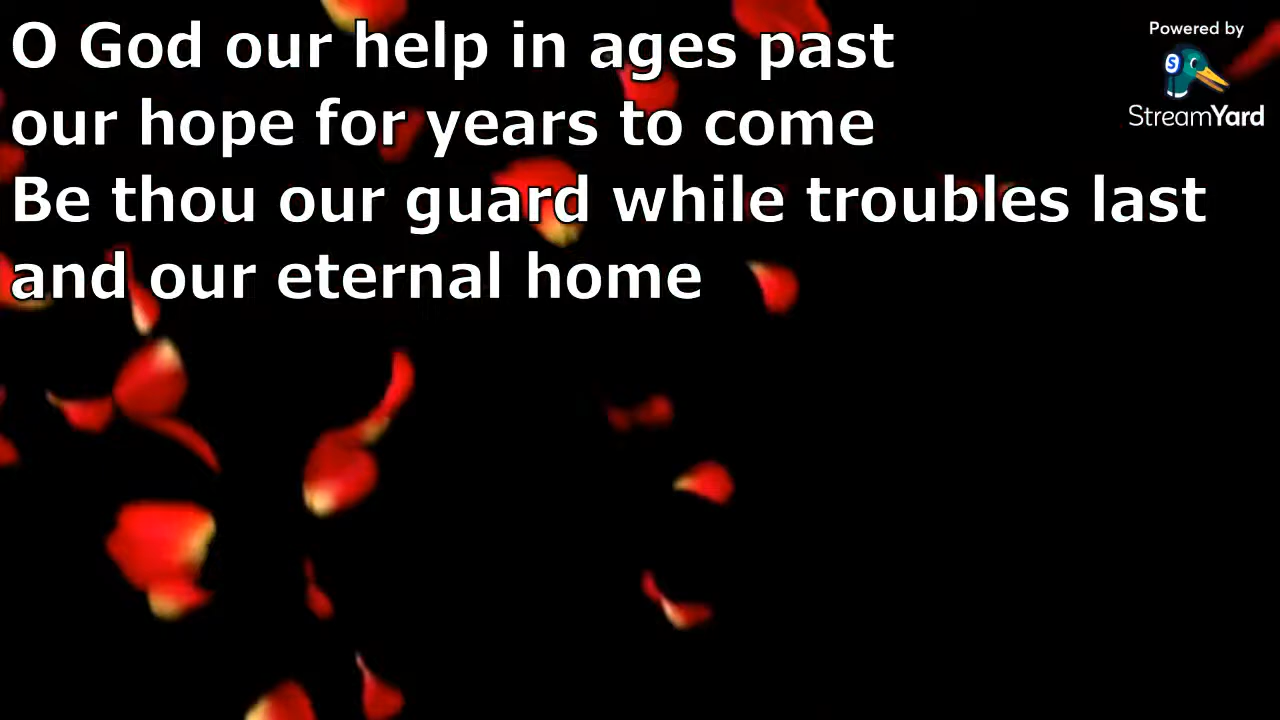 O God our help in ages past
our hope for years to come
Be thou our guard while troubles last
and our eternal home
Powered by
S
StreamYard